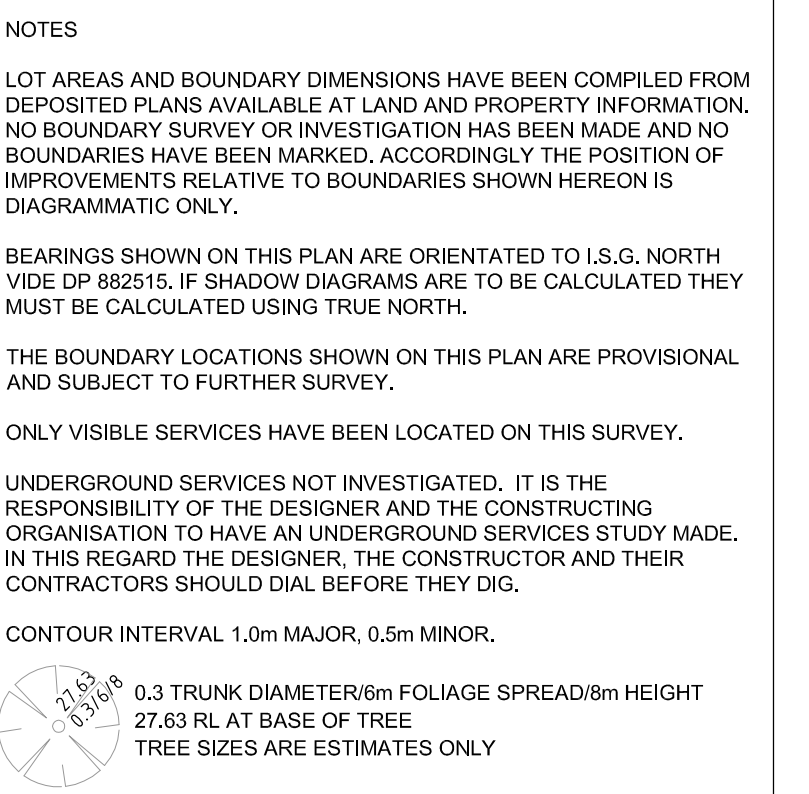 NOTES
LOT AREAS AND BOUNDARY DIMENSIONS HAVE BEEN COMPILED FROM
DEPOSITED PLANS AVAILABLE AT LAND AND PROPERTY INFORMATION.
NO BOUNDARY SURVEY OR INVESTIGATION HAS BEEN MADE AND NO
BOUNDARIES HAVE BEEN MARKED. ACCORDINGLY THE POSITION OF
IMPROVEMENTS RELATIVE TO BOUNDARIES SHOWN HEREON IS
DIAGRAMMATIC ONLY.
BEARINGS SHOWN ON THIS PLAN ARE ORIENTATED TO I.S.G. NORTH
VIDE DP 882515. IF SHADOW DIAGRAMS ARE TO BE CALCULATED THEY
MUST BE CALCULATED USING TRUE NORTH.
THE BOUNDARY LOCATIONS SHOWN ON THIS PLAN ARE PROVISIONAL
AND SUBJECT TO FURTHER SURVEY.
ONLY VISIBLE SERVICES HAVE BEEN LOCATED ON THIS SURVEY.
UNDERGROUND SERVICES NOT INVESTIGATED. IT IS THE
RESPONSIBILITY OF THE DESIGNER AND THE CONSTRUCTING
ORGANISATION TO HAVE AN UNDERGROUND SERVICES STUDY MADE.
IN THIS REGARD THE DESIGNER, THE CONSTRUCTOR AND THEIR
CONTRACTORS SHOULD DIAL BEFORE THEY DIG.
CONTOUR INTERVAL 1.0m MAJOR, 0.5m MINOR.
27.63
0.3/6/8
0.3 TRUNK DIAMETER/6m FOLIAGE SPREAD/8m HEIGHT
27.63 RL AT BASE OF TREE
TREE SIZES ARE ESTIMATES ONLY